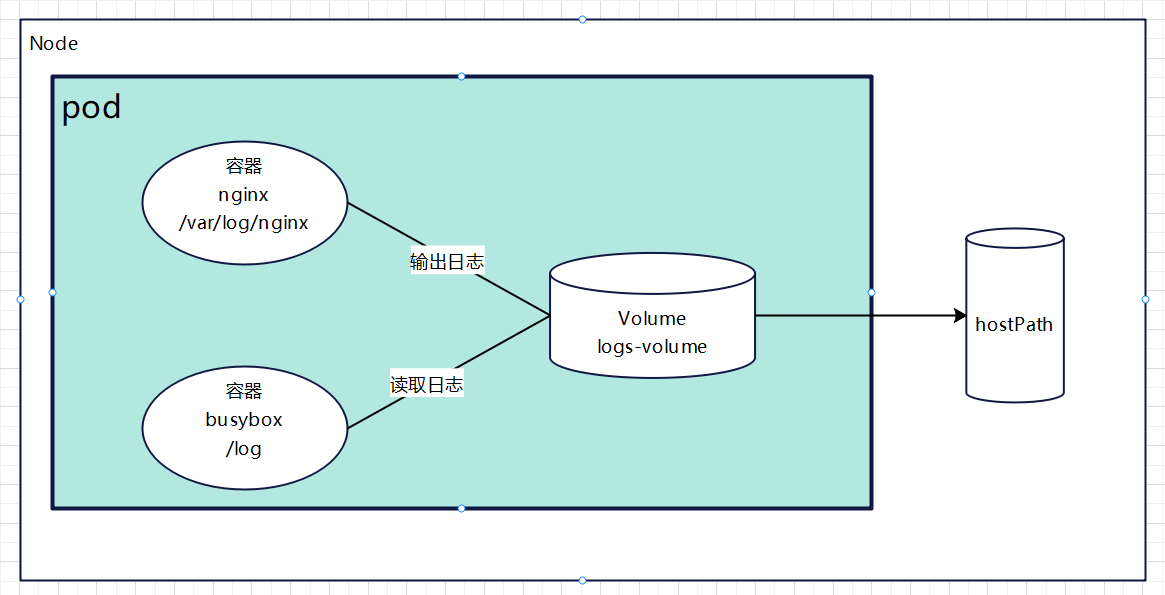 Node
pod
容器
nginx
/var/log/nginx
输出日志
Volume
logs-volume
hostPath
读取日志
容器
busybox
/log